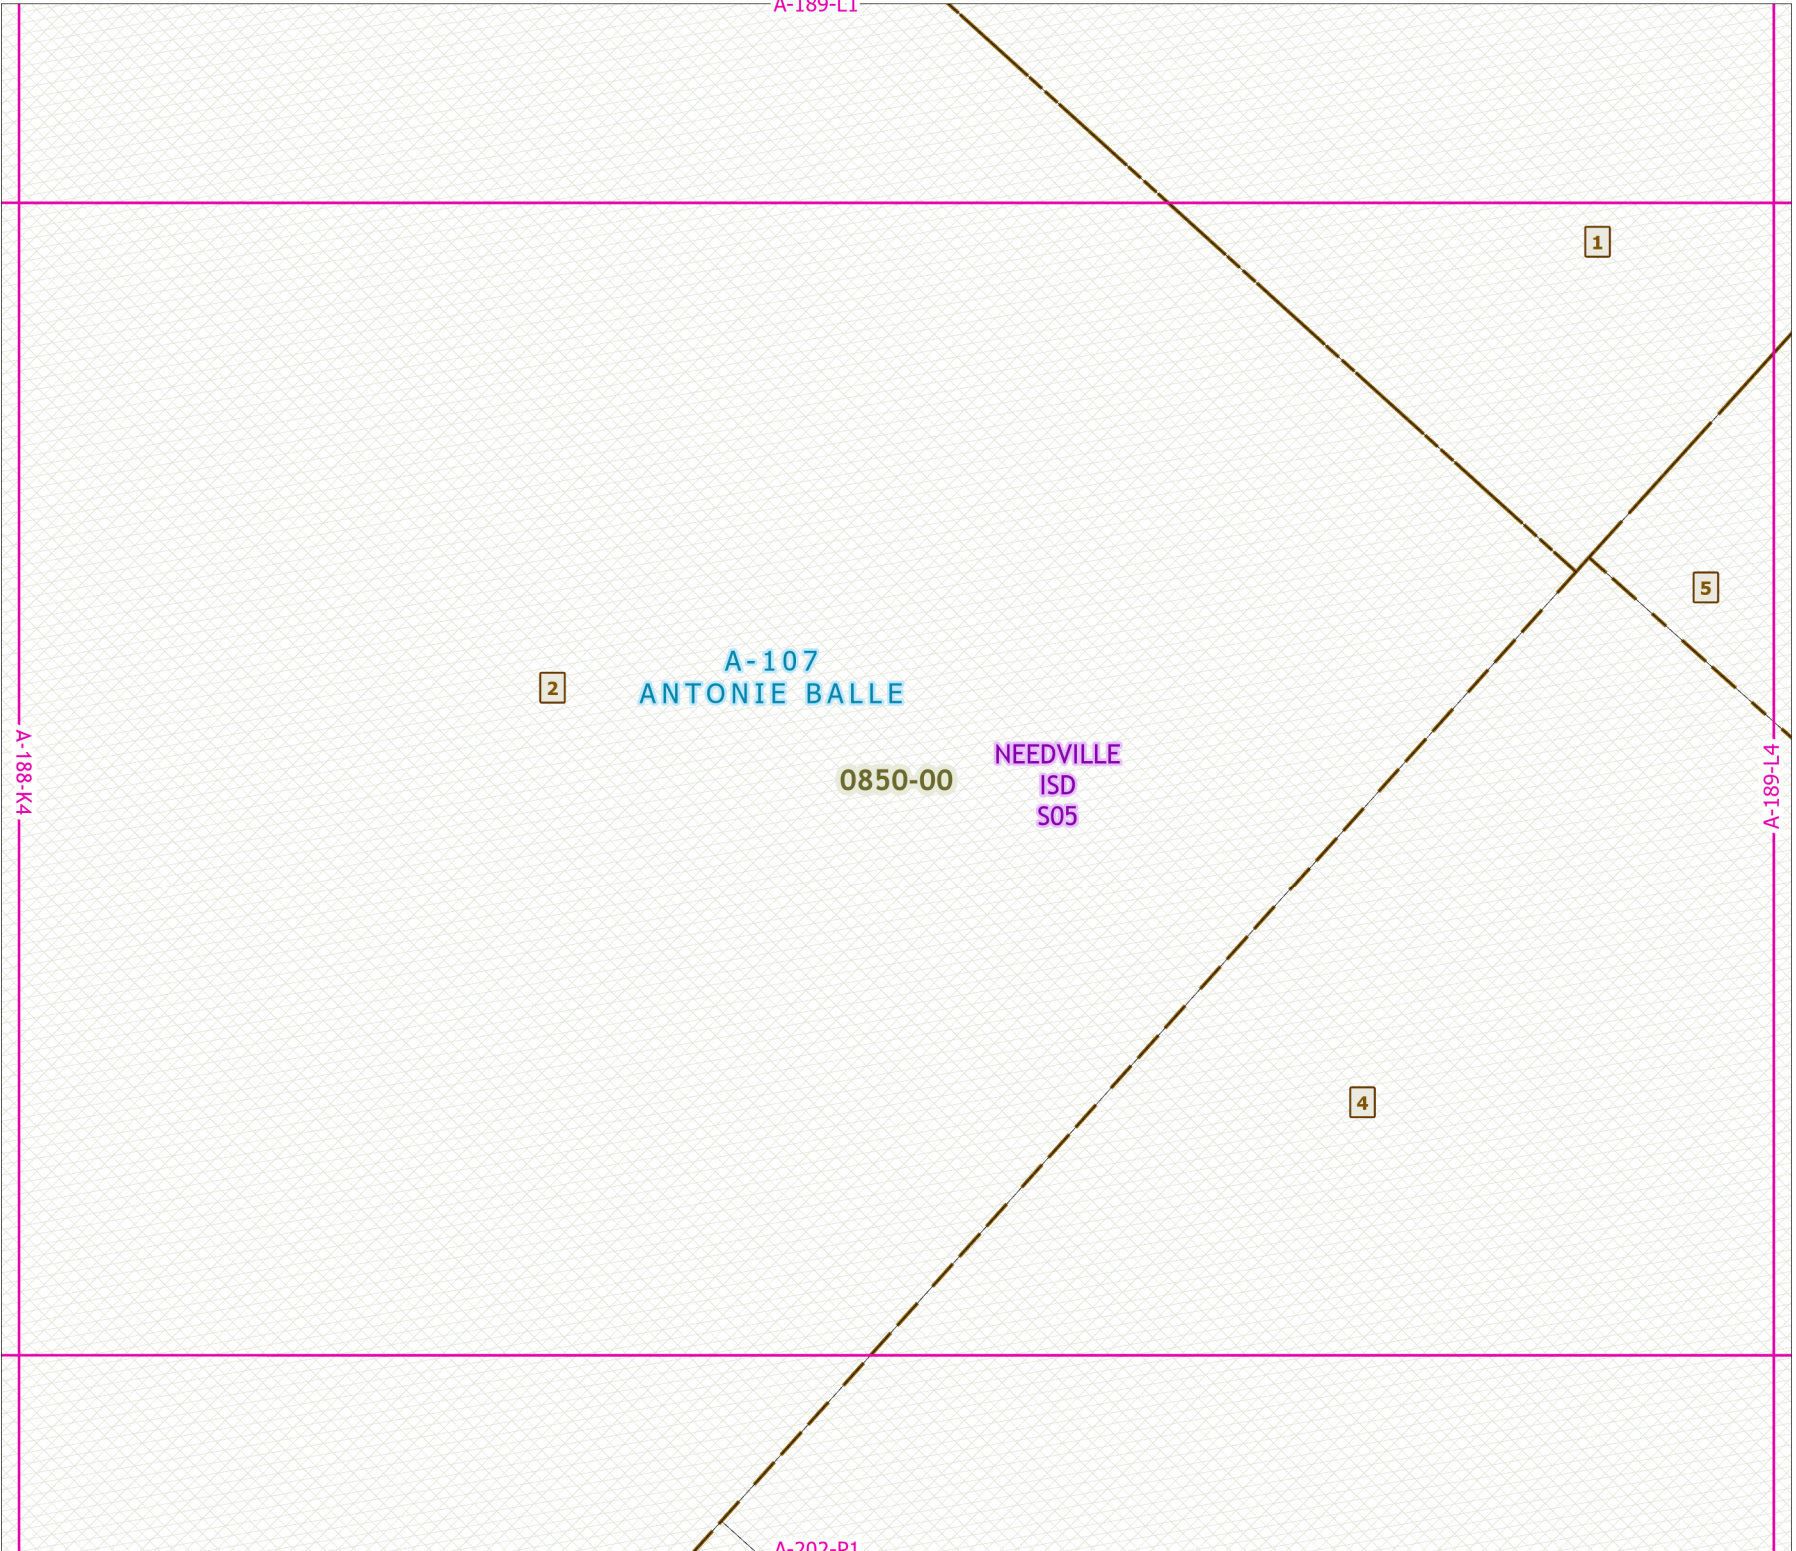 A-189-L1
1
5
A-107
ANTONIE BALLE
2
NEEDVILLE
ISD
S05
0850-00
A-188-K4
A-189-L4
4
A-202-P1